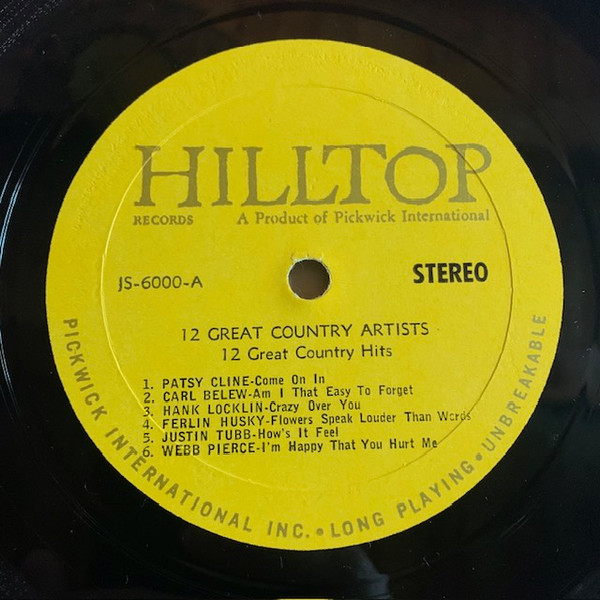 HILLTOP
RECORDS A Product of Pickwick International
JS-6000-A STEREO
12 GREAT COUNTRY ARTISTS
12 Great Country Hits
1. PATSY CLINE-Come On In
2. CARL BELEW-Am I That Easy To Forget
3. HANK LOCKLIN-Crazy Over You
4. FERLIN HUSKY-Flowers Speak Louder Than Words
5. JUSTIN TUBB-How's It Feel
6. WEBB PIERCE-I'm Happy That You Hurt Me
PICKWICK INTERNATIONAL INC. • LONG PLAYING • UNBREAKABLE